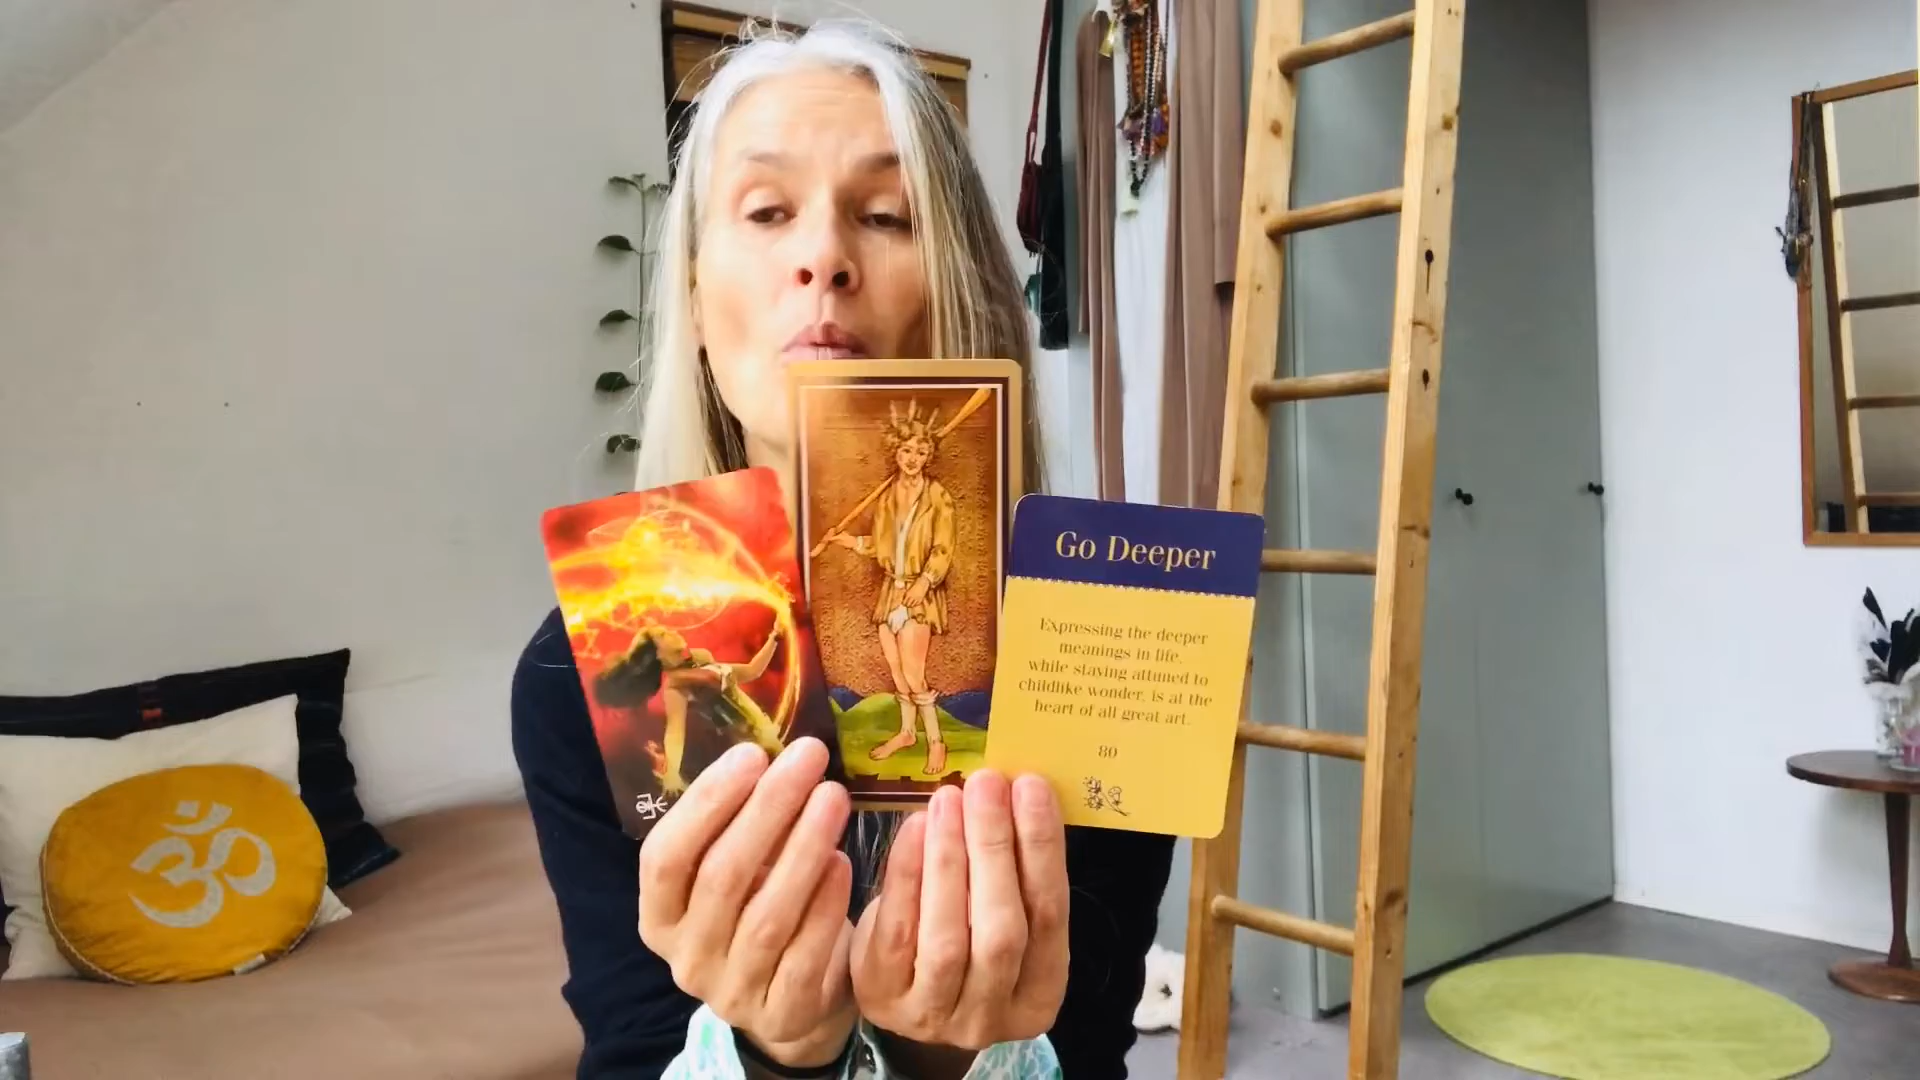 Go Deeper
Expressing the deeper
meanings in life,
while staying attuned to
childlike wonder, is at the
heart of all great art.
80
ॐ